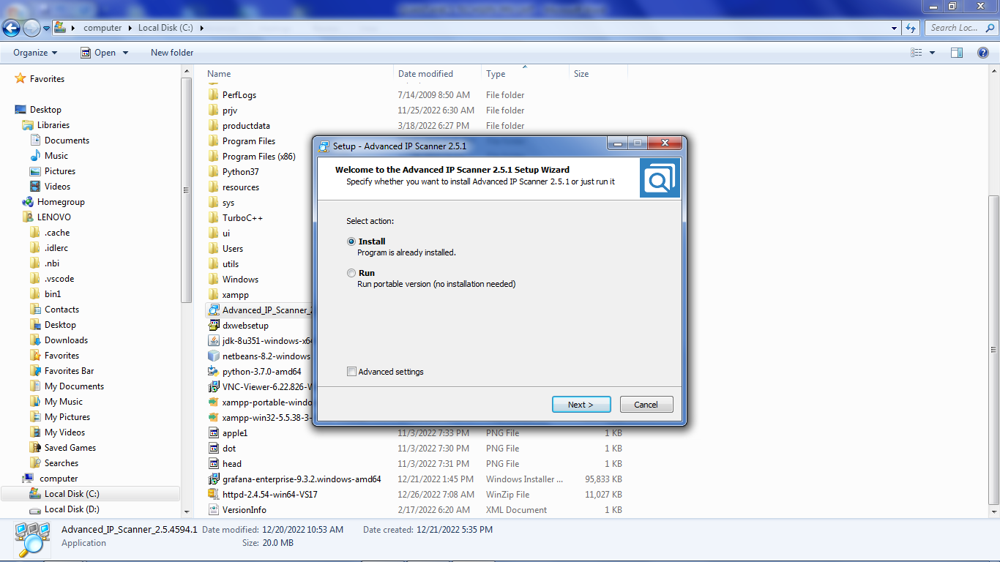 computer
Local Disk (C:)
Search Loc...
Organize
Open
New folder
Name
Date modified
Type
Size
Favorites
Desktop
Libraries
Documents
Music
Pictures
Videos
Homegroup
LENOVO
.cache
.idlerc
.nbi
.vscode
bin1
Contacts
Desktop
Downloads
Favorites
Favorites Bar
My Documents
My Music
My Pictures
My Videos
Saved Games
Searches
computer
Local Disk (C:)
Local Disk (D:)
PerfLogs 7/14/2009 8:50 AM File folder
prjv 11/25/2022 6:30 AM File folder
productdata 3/18/2022 6:27 PM File folder
Program Files
Program Files (x86)
Python37
resources
sys
TurboC++
ui
Users
utils
Windows
xampp
Advanced_IP_Scanner_2
dxwebsetup
jdk-8u351-windows-x64
netbeans-8.2-windows
python-3.7.0-amd64
VNC-Viewer-6.22.826-W
xampp-portable-windo
xampp-win32-5.5.38-3-
apple1 11/3/2022 7:33 PM PNG File 1 KB
dot 11/3/2022 7:30 PM PNG File 1 KB
head 11/3/2022 7:31 PM PNG File 1 KB
grafana-enterprise-9.3.2.windows-amd64 12/21/2022 1:45 PM Windows Installer ... 95,833 KB
httpd-2.4.54-win64-VS17 12/26/2022 7:08 AM WinZip File 11,027 KB
VersionInfo 2/17/2022 6:20 AM XML Document 1 KB
Setup - Advanced IP Scanner 2.5.1
Welcome to the Advanced IP Scanner 2.5.1 Setup Wizard
Specify whether you want to install Advanced IP Scanner 2.5.1 or just run it
Select action:
Install
Program is already installed.
Run
Run portable version (no installation needed)
Advanced settings
Next >
Cancel
Advanced_IP_Scanner_2.5.4594.1 Date modified: 12/20/2022 10:53 AM Date created: 12/21/2022 5:35 PM
Application Size: 20.0 MB